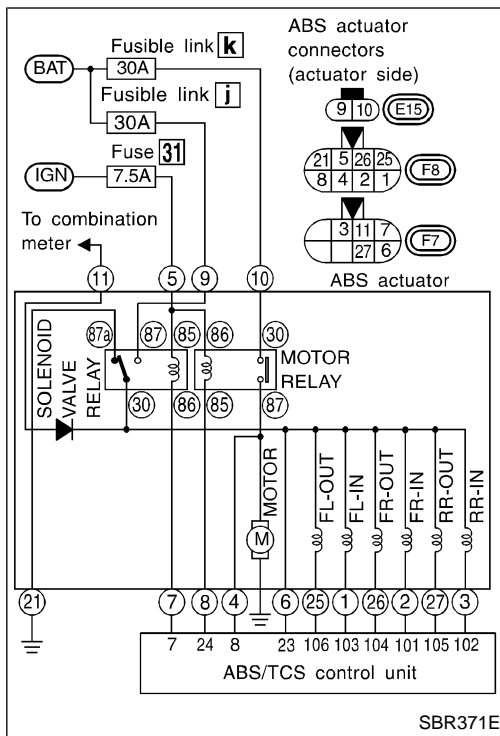 Fusible link k
BAT
30A
Fusible link j
30A
Fuse 31
IGN
7.5A
To combination
meter
ABS actuator
connectors
(actuator side)
9 10 E15
21 5 26 25
8 4 2 1
F8
3 11 7
27 6
F7
11 5 9 10 ABS actuator
87a 87 85 86 30
SOLENOID
VALVE
RELAY
MOTOR
RELAY
30 86 85 87
MOTOR
M
FL-OUT
FL-IN
FR-OUT
FR-IN
RR-OUT
RR-IN
21 7 8 4 6 25 1 26 2 27 3
7 24 8 23 106 103 104 101 105 102
ABS/TCS control unit
SBR371E